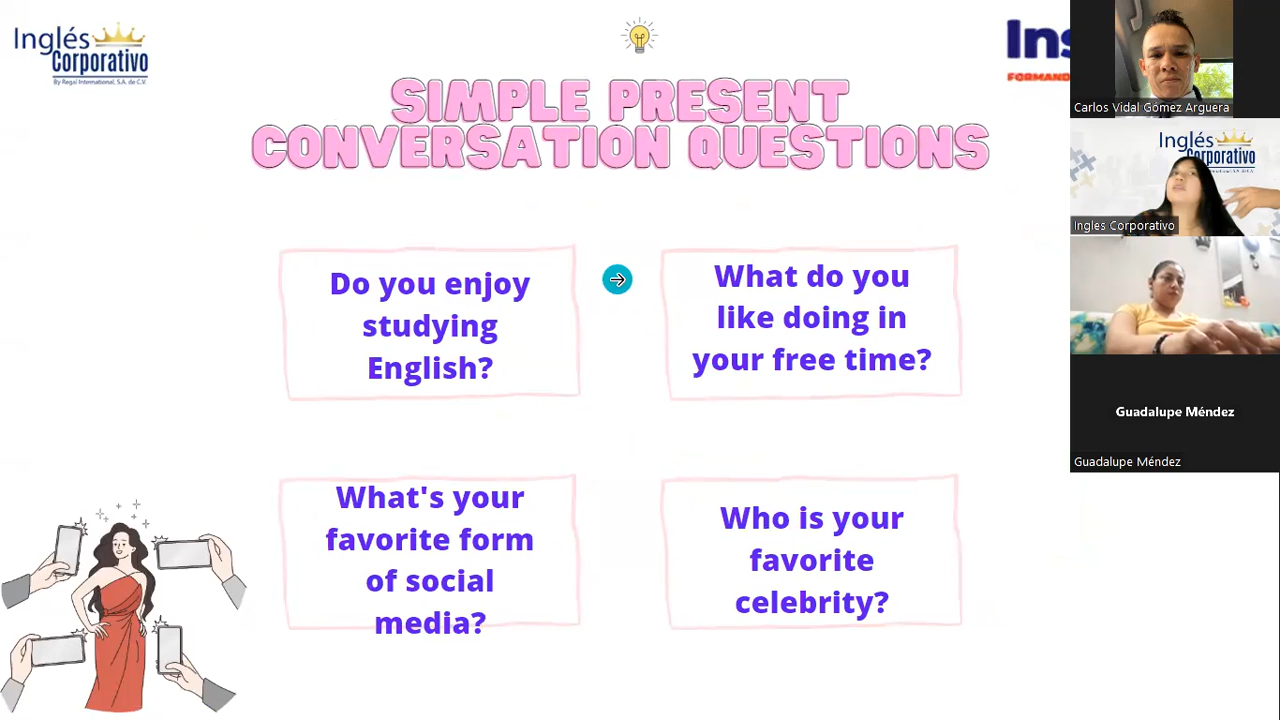 Inglés
Corporativo
By Regal International, S.A. de C.V.
SIMPLE PRESENT
CONVERSATION QUESTIONS
Do you enjoy
studying
English?
What do you
like doing in
your free time?
What's your
favorite form
of social
media?
Who is your
favorite
celebrity?
Ins
FORMAND
Carlos Vidal Gómez Arguera
Inglés
Corporativo
Ingles Corporativo
Guadalupe Méndez
Guadalupe Méndez